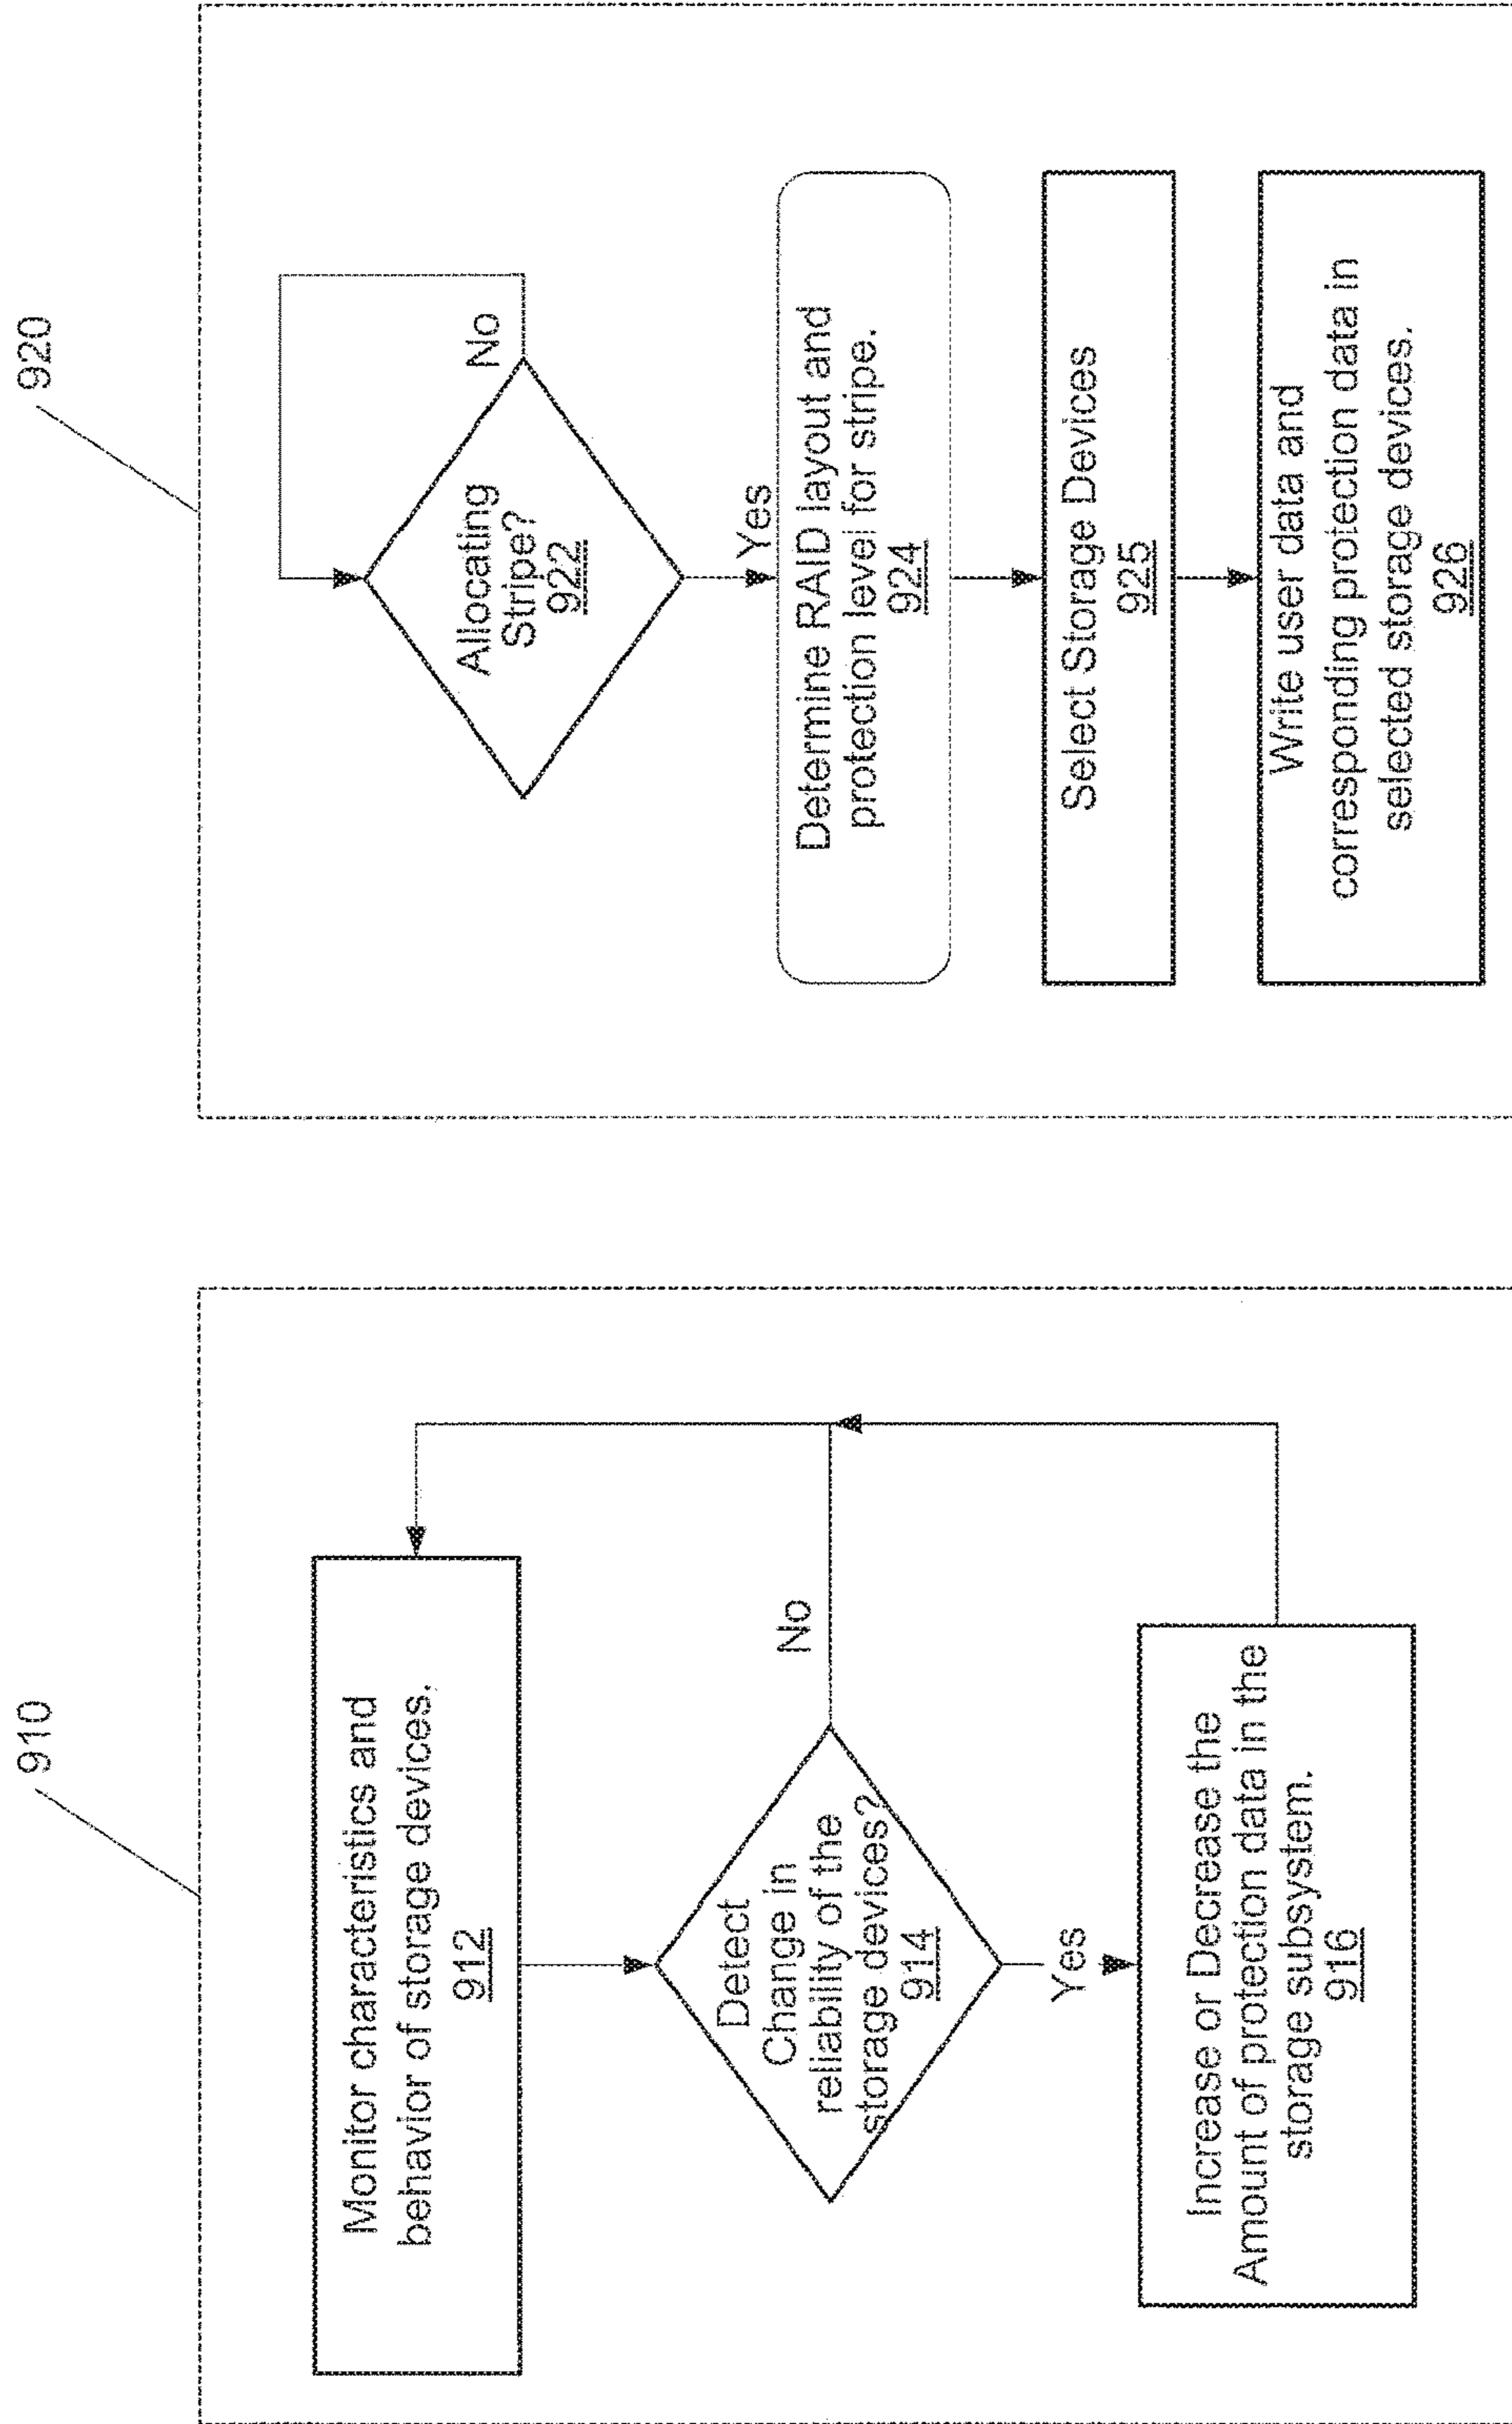 910
Monitor characteristics and
behavior of storage devices.
912
Detect
Change in
reliability of the
storage devices?
914
No
Yes
Increase or Decrease the
Amount of protection data in the
storage subsystem.
916
920
Allocating
Stripe?
922
No
Yes
Determine RAID layout and
protection level for stripe.
924
Select Storage Devices
925
Write user data and
corresponding protection data in
selected storage devices.
926